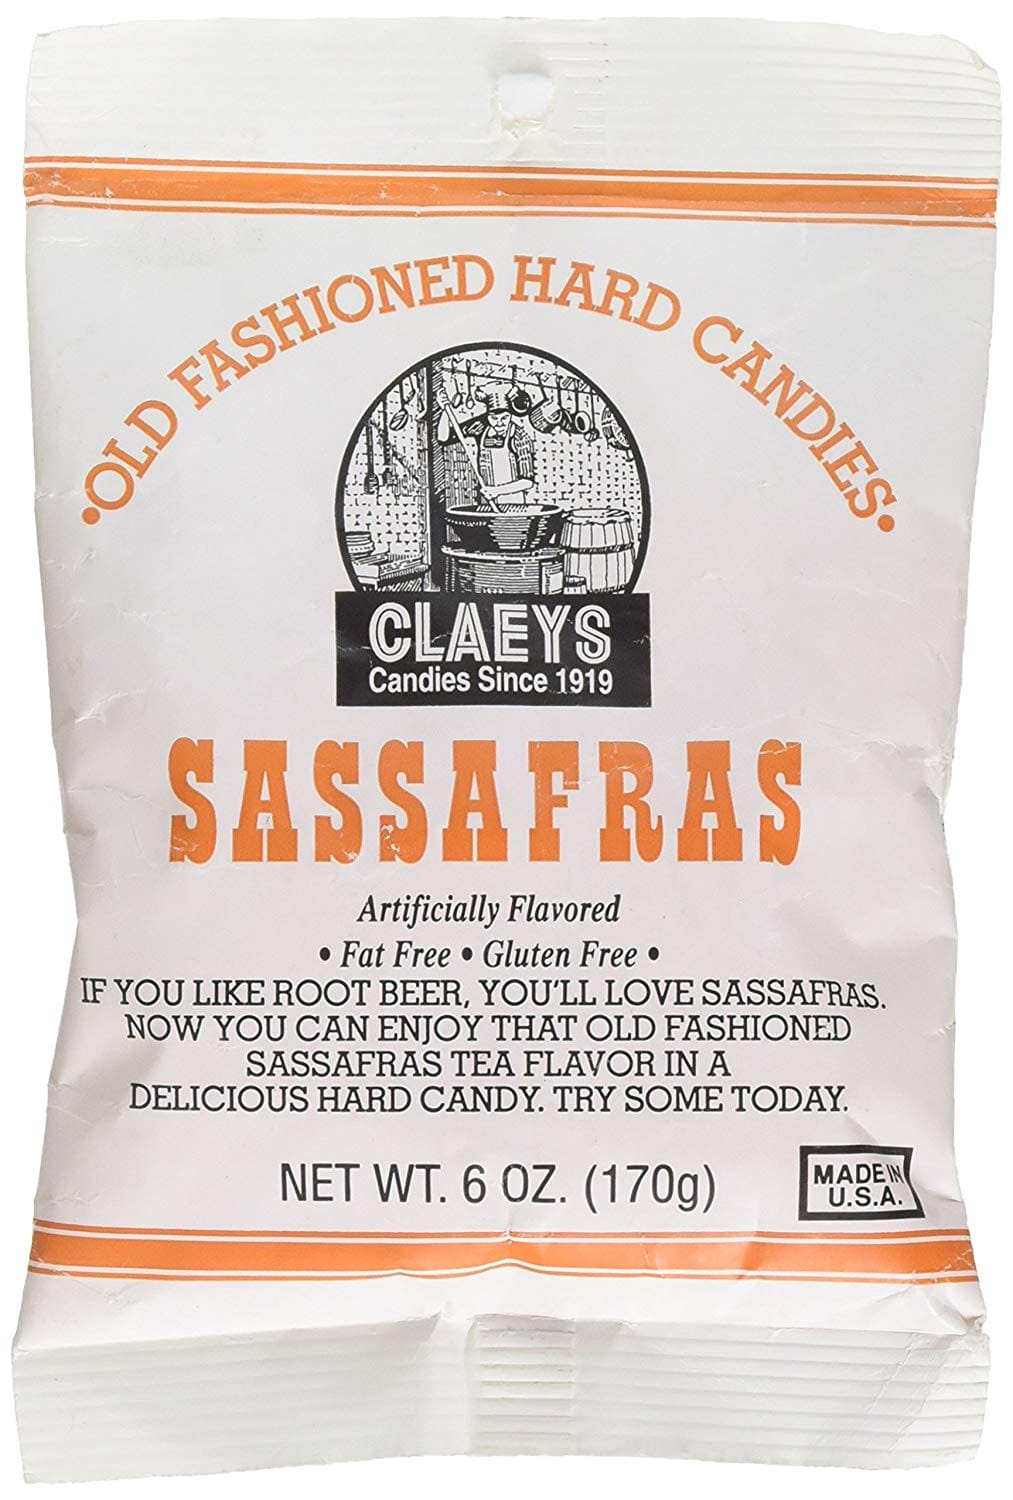 •OLD FASHIONED HARD CANDIES•
CLAEYS
Candies Since 1919
SASSAFRAS
Artificially Flavored
• Fat Free • Gluten Free •
IF YOU LIKE ROOT BEER, YOU'LL LOVE SASSAFRAS.
NOW YOU CAN ENJOY THAT OLD FASHIONED
SASSAFRAS TEA FLAVOR IN A
DELICIOUS HARD CANDY. TRY SOME TODAY.
NET WT. 6 OZ. (170g)
MADE IN
U.S.A.